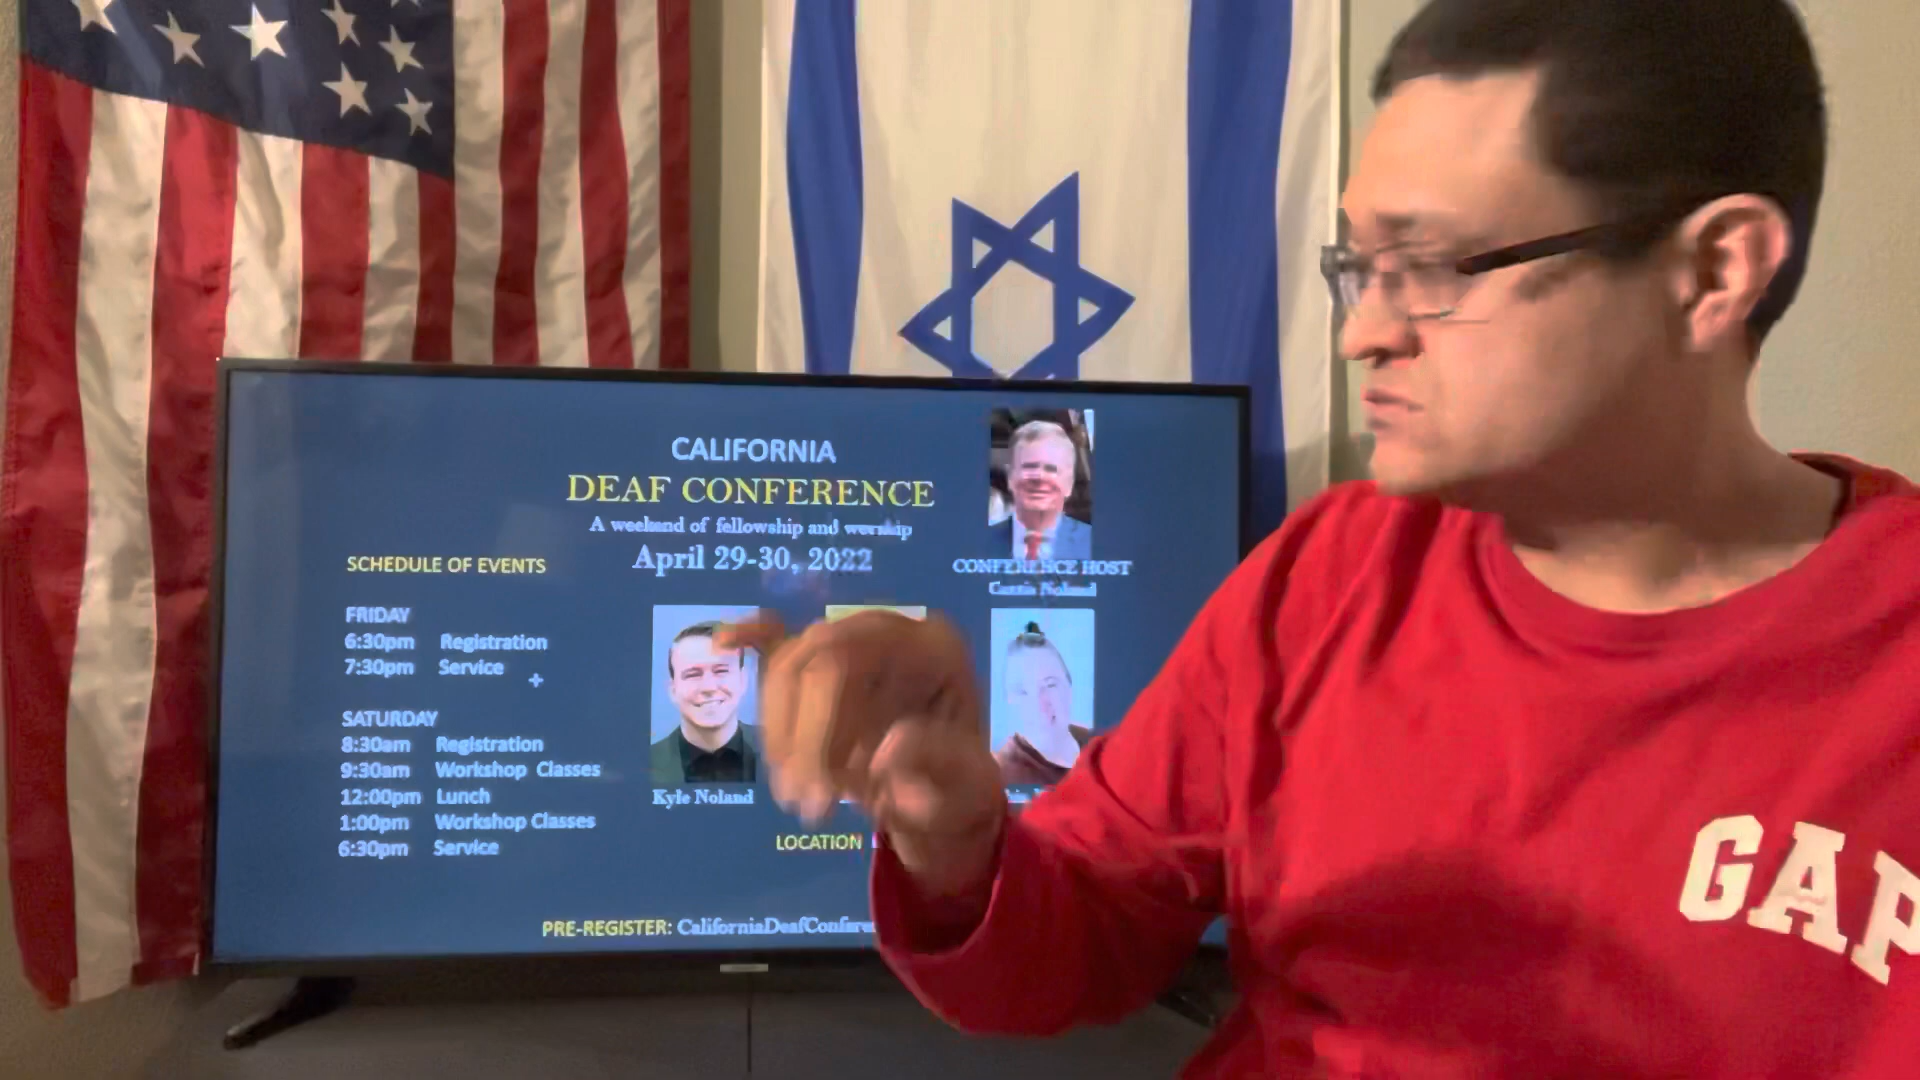 CALIFORNIA
DEAF CONFERENCE
A weekend of fellowship and worship
April 29-30, 2022
CONFERENCE HOST
Noland
SCHEDULE OF EVENTS
FRIDAY
6:30pm Registration
7:30pm Service
SATURDAY
8:30am Registration
9:30am Workshop Classes
12:00pm Lunch
1:00pm Workshop Classes
6:30pm Service
Kyle Noland
LOCATION
PRE-REGISTER:
GAP